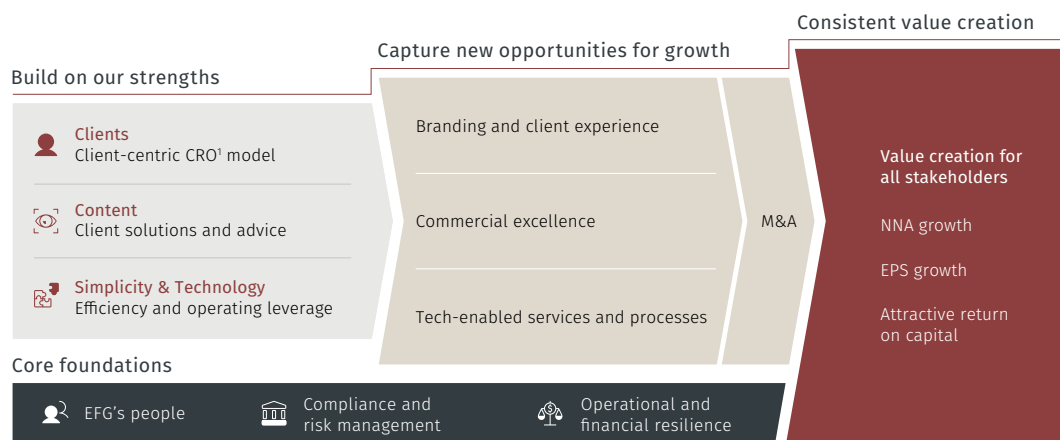 Build on our strengths
Clients
Client-centric CRO¹ model
Content
Client solutions and advice
Simplicity & Technology
Efficiency and operating leverage
Capture new opportunities for growth
Branding and client experience
Commercial excellence
Tech-enabled services and processes
M&A
Consistent value creation
Value creation for
all stakeholders
NNA growth
EPS growth
Attractive return
on capital
Core foundations
EFG’s people
Compliance and
risk management
Operational and
financial resilience